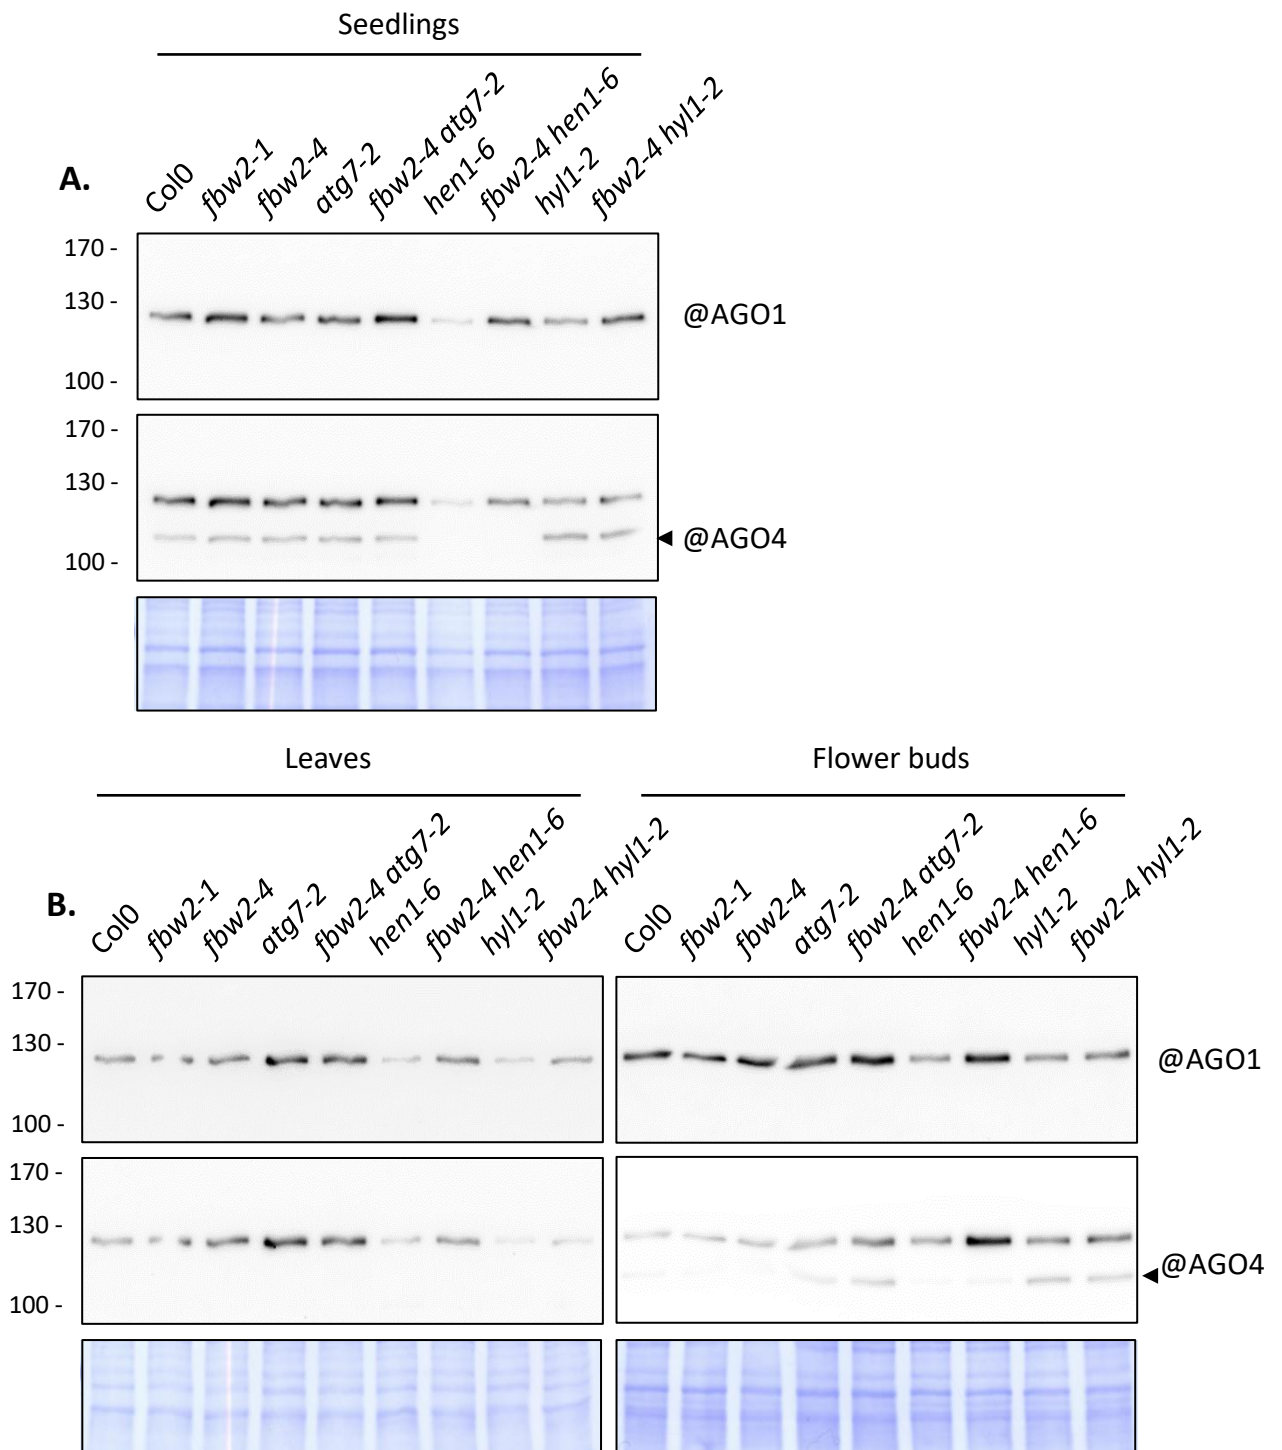 Seedlings
A.
Col0 fbw2-1 fbw2-4 atg7-2 fbw2-4 atg7-2 hen1-6 fbw2-4 hen1-6 hyl1-2 fbw2-4 hyl1-2
170 -
130 -
@AGO1
100 -
170 -
130 -
@AGO4
100 -
Leaves Flower buds
B.
Col0 fbw2-1 fbw2-4 atg7-2 fbw2-4 atg7-2 hen1-6 fbw2-4 hen1-6 hyl1-2 fbw2-4 hyl1-2
Col0 fbw2-1 fbw2-4 atg7-2 fbw2-4 atg7-2 hen1-6 fbw2-4 hen1-6 hyl1-2 fbw2-4 hyl1-2
170 -
130 -
@AGO1
100 -
170 -
130 -
@AGO4
100 -